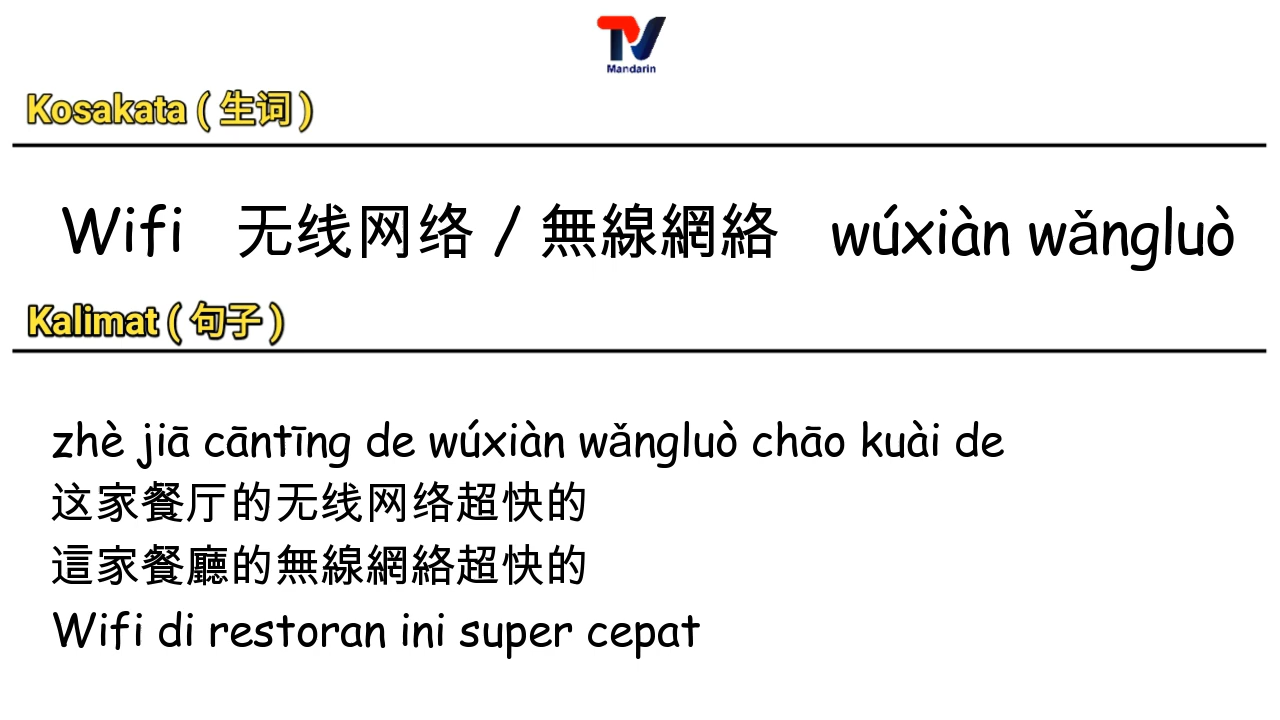 TV
Mandarin
Kosakata ( 生词 )
Wifi 无线网络 / 無線網絡 wúxiàn wǎngluò
Kalimat ( 句子 )
zhè jiā cāntīng de wúxiàn wǎngluò chāo kuài de
这家餐厅的无线网络超快的
這家餐廳的無線網絡超快的
Wifi di restoran ini super cepat